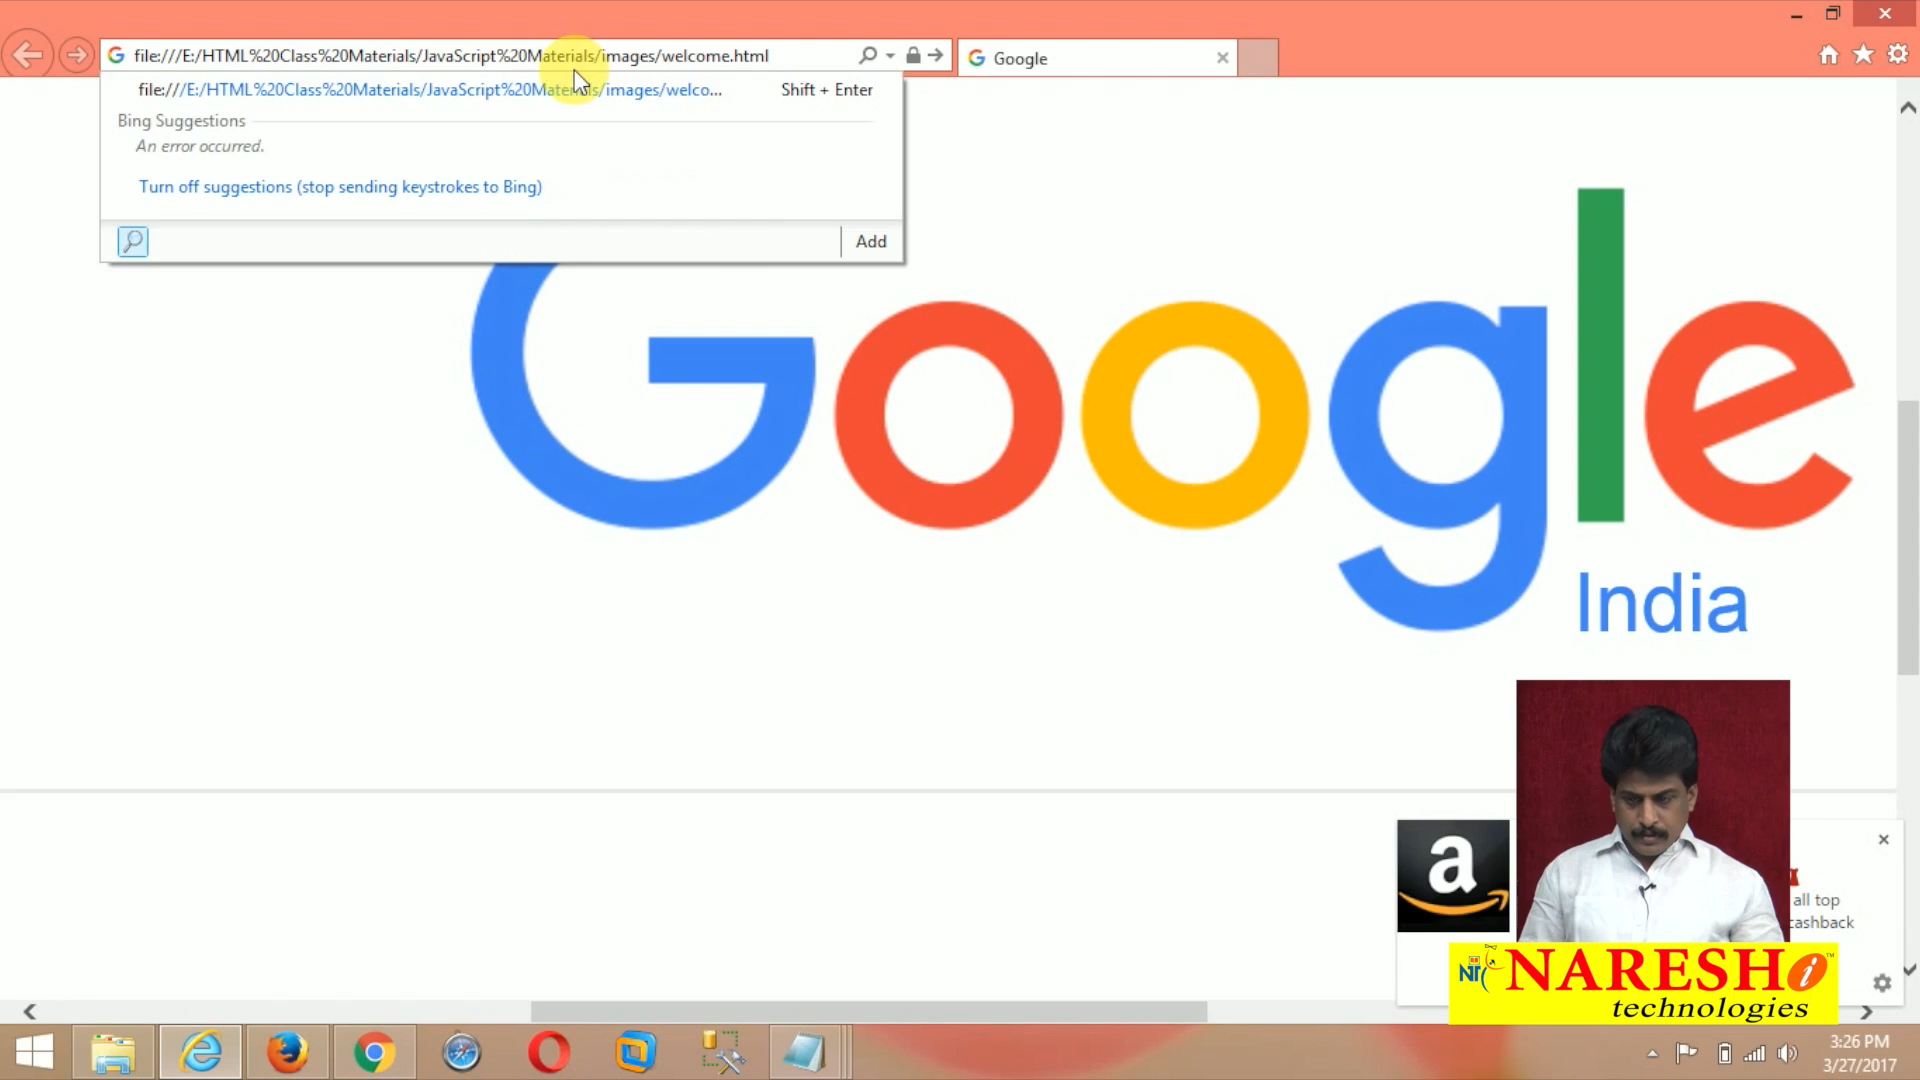 file:///E:/HTML%20Class%20Materials/JavaScript%20Materials/images/welcome.html
Google
file:///E:/HTML%20Class%20Materials/JavaScript%20Materials/images/welco...
Shift + Enter
Bing Suggestions
An error occurred.
Turn off suggestions (stop sending keystrokes to Bing)
Add
Google
India
a
all top
cashback
NARESH i
technologies
3:26 PM
3/27/2017